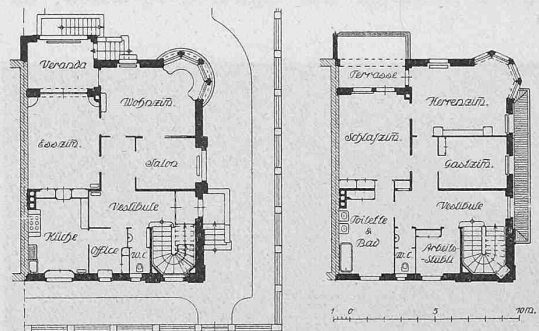 Veranda
Wohnzim.
Esszim.
Salon
Vestibule
Küche
Office
W.C.
Terrasse
Herrenzim.
Schlafzim.
Gastzim.
Vestibule
Toilette
&
Bad
W.C.
Arbeits-
stübli
1 0 5 10 m.